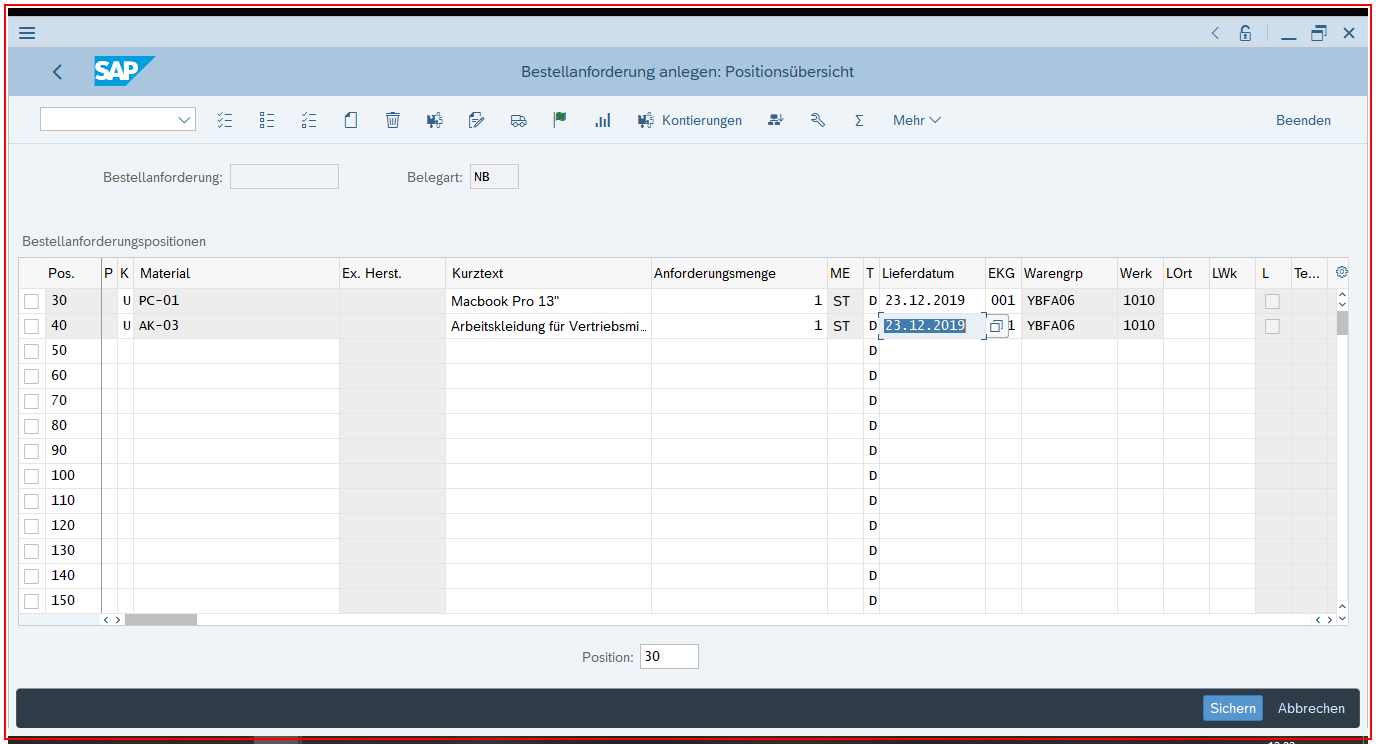 SAP Bestellanforderung anlegen: Positionsübersicht
Kontierungen Mehr Beenden
Bestellanforderung: Belegart: NB
Bestellanforderungspositionen
Pos. P K Material Ex. Herst. Kurztext Anforderungsmenge ME T Lieferdatum EKG Warengrp Werk LOrt LWk L Te...
30 U PC-01 Macbook Pro 13" 1 ST D 23.12.2019 001 YBFA06 1010
40 U AK-03 Arbeitskleidung für Vertriebsmi... 1 ST D 23.12.2019 1 YBFA06 1010
50 D
60 D
70 D
80 D
90 D
100 D
110 D
120 D
130 D
140 D
150 D
Position: 30
Sichern Abbrechen